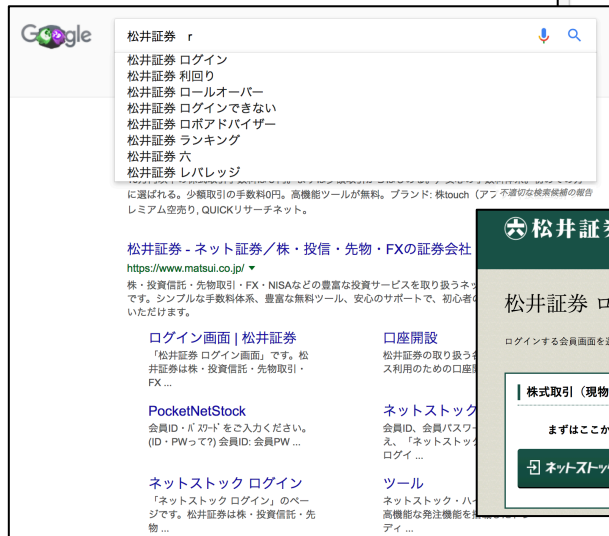 Google
松井証券　r
松井証券 ログイン
松井証券 利回り
松井証券 ロールオーバー
松井証券 ログインできない
松井証券 ロボアドバイザー
松井証券 ランキング
松井証券 六
松井証券 レバレッジ
不適切な検索候補の報告
に選ばれる。少額取引の手数料0円。高機能ツールが無料。ブランド: 株touch（アプ
レミアム空売り, QUICKリサーチネット。
松井証券 - ネット証券／株・投信・先物・FXの証券会社
https://www.matsui.co.jp/ ▼
株・投資信託・先物取引・FX・NISAなどの豊富な投資サービスを取り扱うネッ
です。シンプルな手数料体系、豊富な無料ツール、安心のサポートで、初心者の
いただけます。
ログイン画面 | 松井証券
「松井証券 ログイン画面」です。松
井証券は株・投資信託・先物取引・
FX ...
口座開設
松井証券の取り扱う各
ス利用のための口座開
PocketNetStock
会員ID・ﾊﾟｽﾜｰﾄﾞをご入力ください。
(ID・PWって?) 会員ID: 会員PW ...
ネットストック
会員ID、会員パスワー
え、「ネットストック
ログイ ...
ネットストック ログイン
「ネットストック ログイン」のペー
ジです。松井証券は株・投資信託・先
物 ...
ツール
ネットストック・ハイ
高機能な発注機能を搭載した
ディ ...
松井証券
松井証券 ロ
ログインする会員画面を選
株式取引（現物
まずはここか
ネットストック